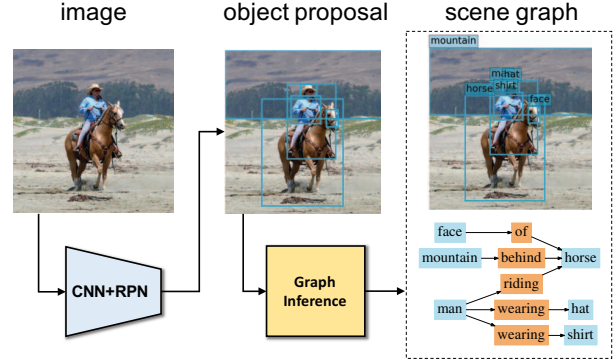 image
object proposal
scene graph
mountain
hat
shirt
horse
face
CNN+RPN
Graph
Inference
face
of
mountain
behind
horse
riding
man
wearing
hat
wearing
shirt